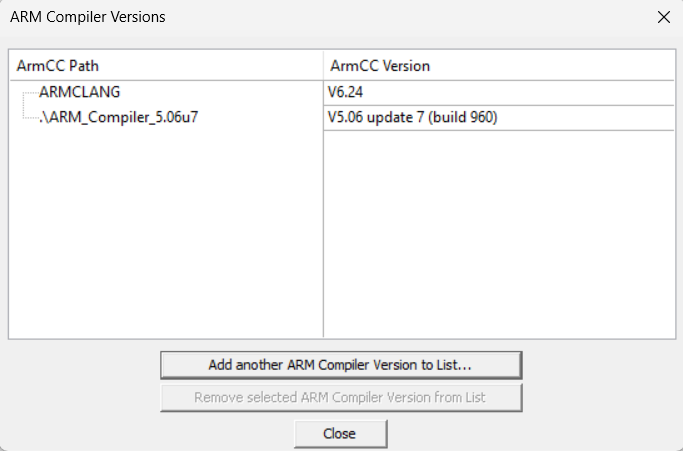 ARM Compiler Versions
ArmCC Path ArmCC Version
ARMCLANG V6.24
.\ARM_Compiler_5.06u7 V5.06 update 7 (build 960)
Add another ARM Compiler Version to List...
Remove selected ARM Compiler Version from List
Close